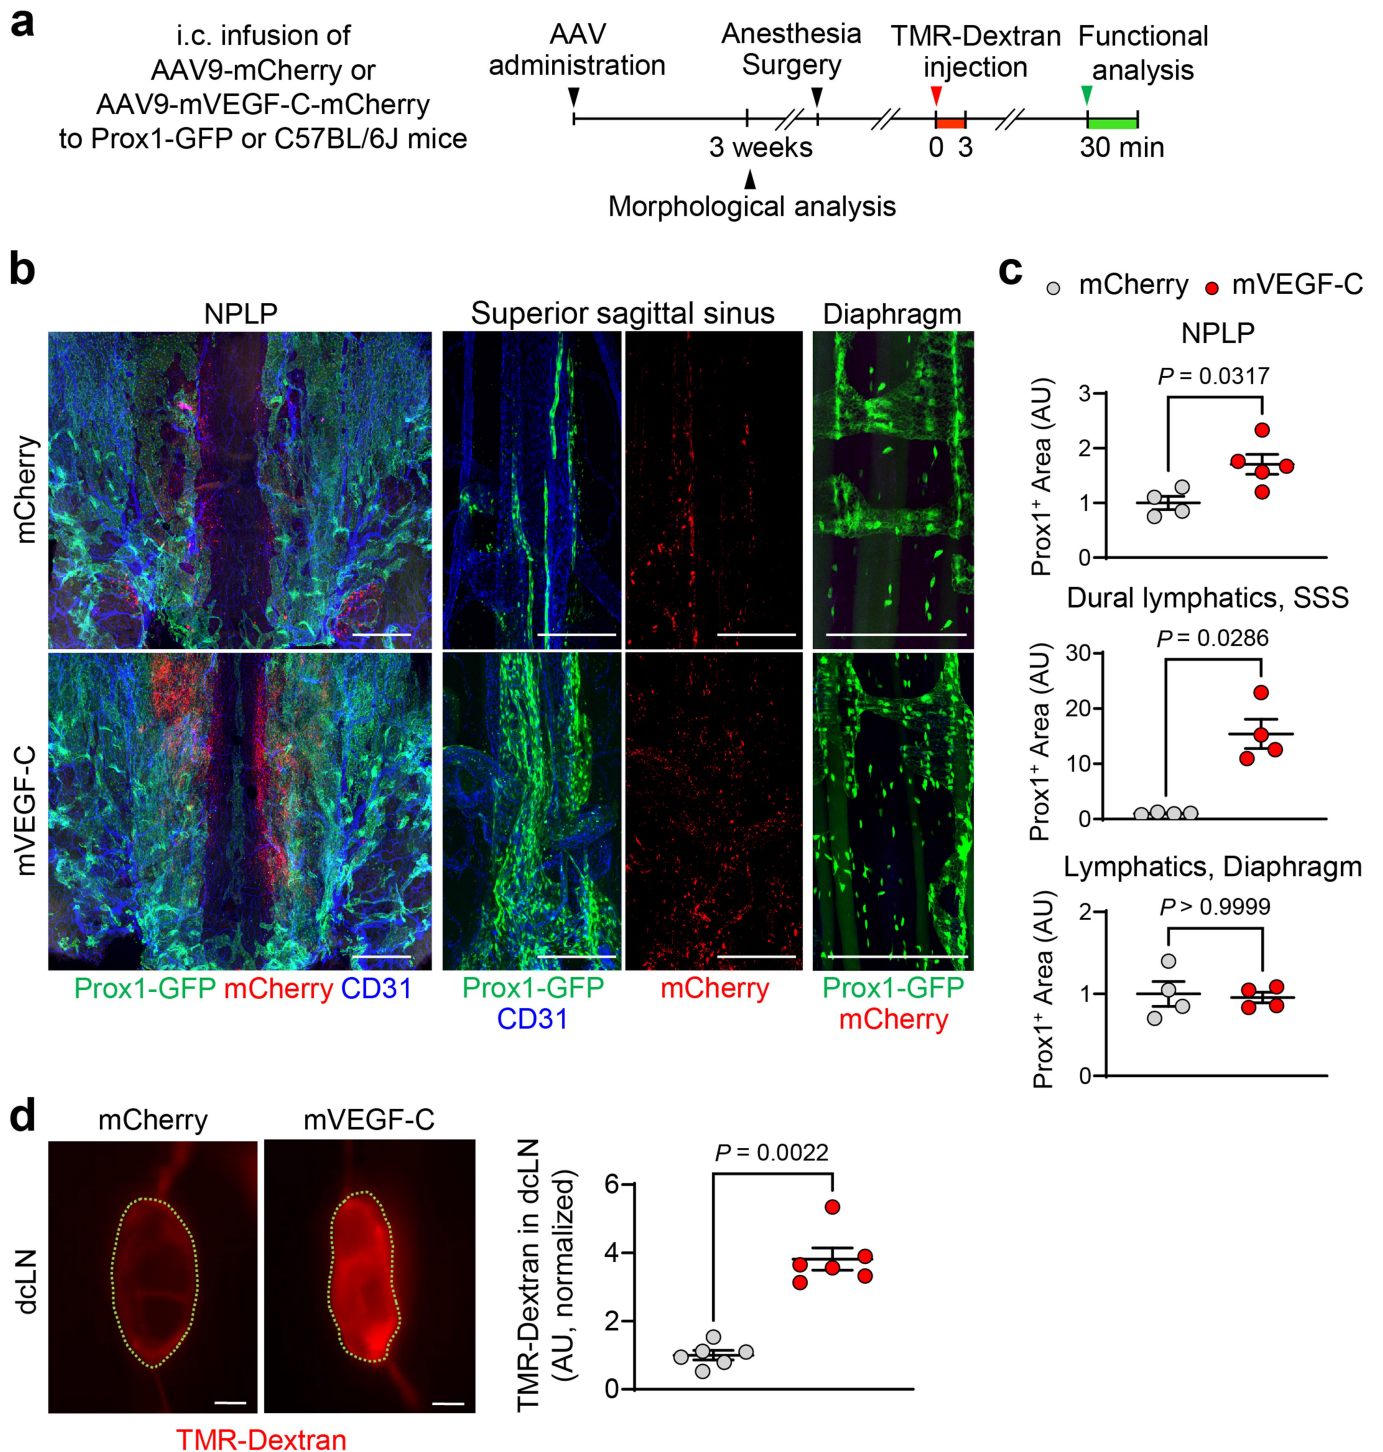 a
i.c. infusion of
AAV9-mCherry or
AAV9-mVEGF-C-mCherry
to Prox1-GFP or C57BL/6J mice
AAV
administration
Anesthesia
Surgery
TMR-Dextran
injection
Functional
analysis
3 weeks
0 3
30 min
Morphological analysis
b
NPLP
Superior sagittal sinus
Diaphragm
mCherry
mVEGF-C
Prox1-GFP mCherry CD31
Prox1-GFP
CD31
mCherry
Prox1-GFP
mCherry
c
mCherry
mVEGF-C
NPLP
P = 0.0317
Prox1+ Area (AU)
3
2
1
0
Dural lymphatics, SSS
P = 0.0286
Prox1+ Area (AU)
30
20
10
0
Lymphatics, Diaphragm
P > 0.9999
Prox1+ Area (AU)
2
1
0
d
mCherry
mVEGF-C
dcLN
TMR-Dextran
P = 0.0022
TMR-Dextran in dcLN
(AU, normalized)
6
4
2
0